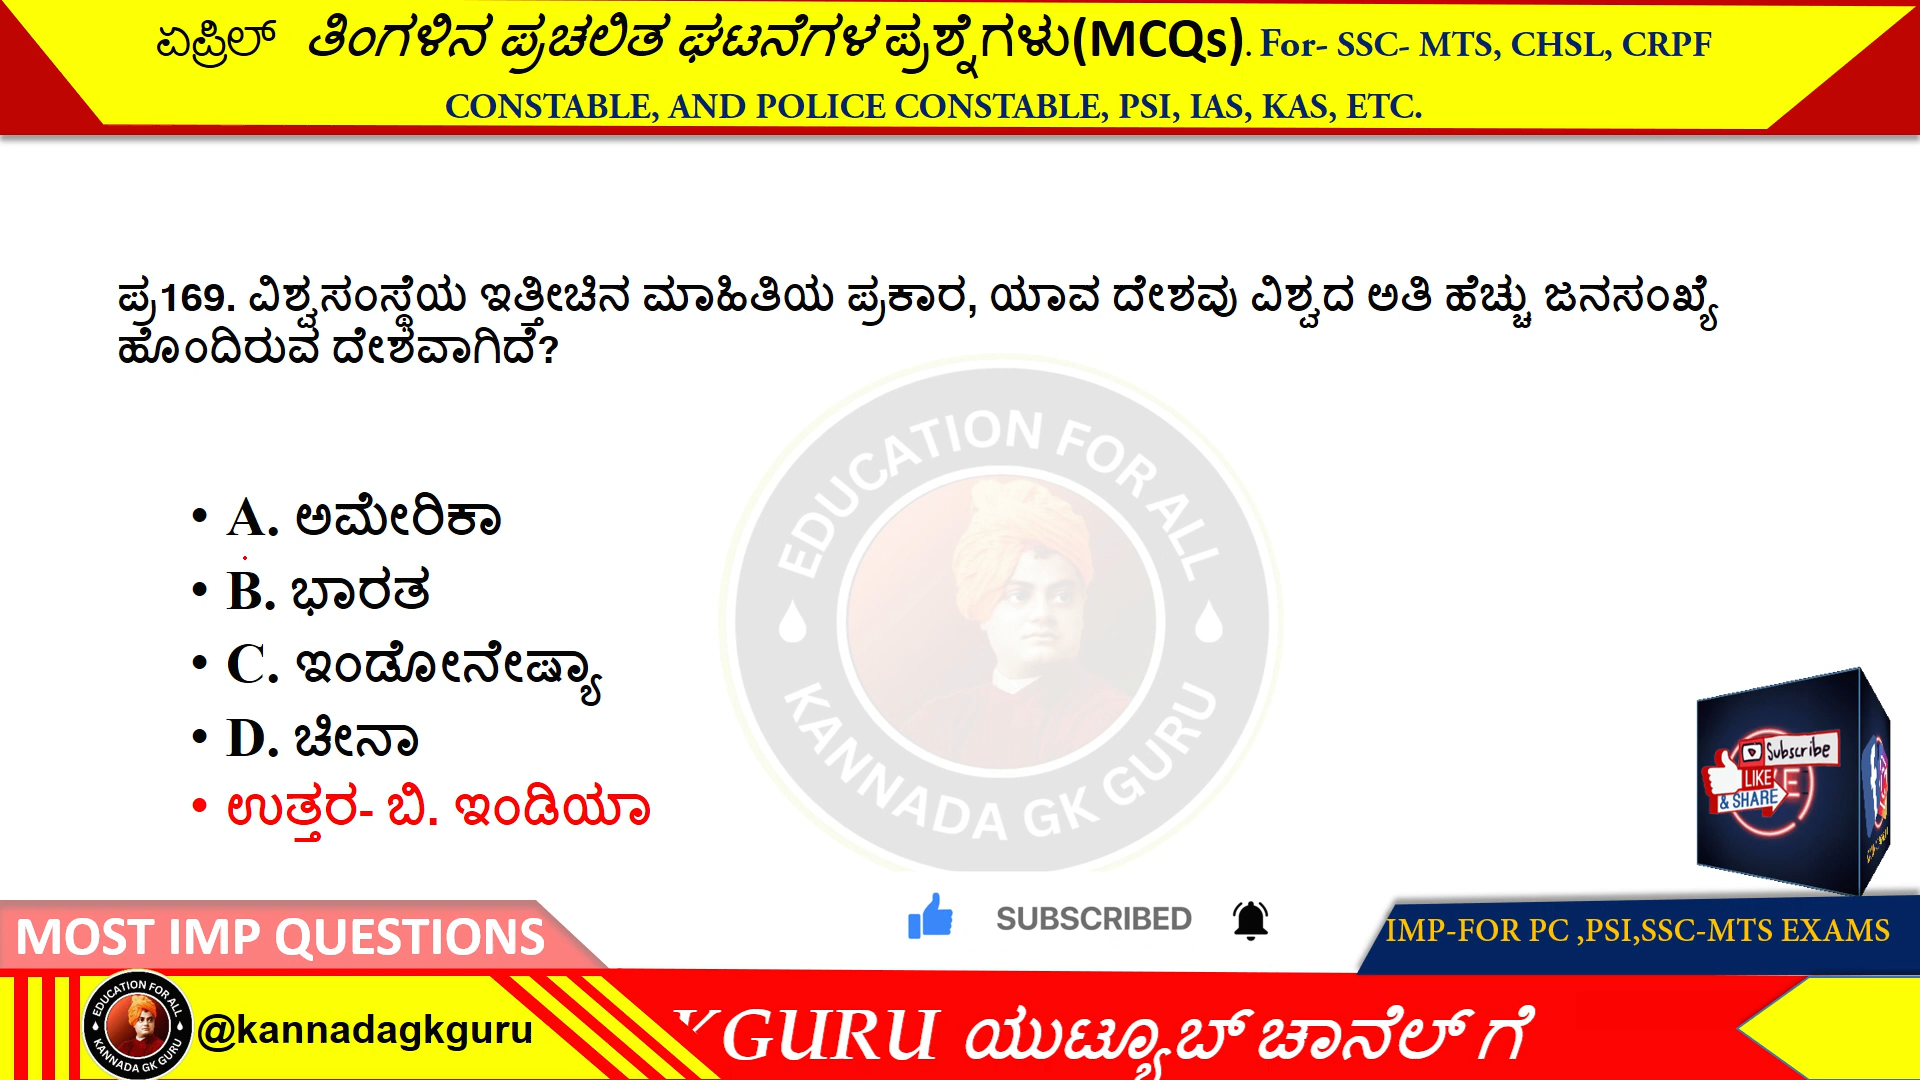 ಏಪ್ರಿಲ್ ತಿಂಗಳಿನ ಪ್ರಚಲಿತ ಘಟನೆಗಳ ಪ್ರಶ್ನೆಗಳು(MCQs). For- SSC- MTS, CHSL, CRPF
CONSTABLE, AND POLICE CONSTABLE, PSI, IAS, KAS, ETC.
ಪ್ರ169. ವಿಶ್ವಸಂಸ್ಥೆಯ ಇತ್ತೀಚಿನ ಮಾಹಿತಿಯ ಪ್ರಕಾರ, ಯಾವ ದೇಶವು ವಿಶ್ವದ ಅತಿ ಹೆಚ್ಚು ಜನಸಂಖ್ಯೆ
ಹೊಂದಿರುವ ದೇಶವಾಗಿದೆ?
• A. ಅಮೇರಿಕಾ
• B. ಭಾರತ
• C. ಇಂಡೋನೇಷ್ಯಾ
• D. ಚೀನಾ
• ಉತ್ತರ- ಬಿ. ಇಂಡಿಯಾ
EDUCATION FOR ALL
KANNADA GK GURU
Subscribe
LIKE
& SHARE
MOST IMP QUESTIONS
SUBSCRIBED
IMP-FOR PC ,PSI,SSC-MTS EXAMS
EDUCATION FOR ALL
KANNADA GK GURU
@kannadagkguru
KGURU ಯುಟ್ಯೂಬ್ ಚಾನೆಲ್ ಗೆ